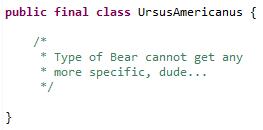 public final class UrsusAmericanus {
/*
* Type of Bear cannot get any
* more specific, dude...
*/
}